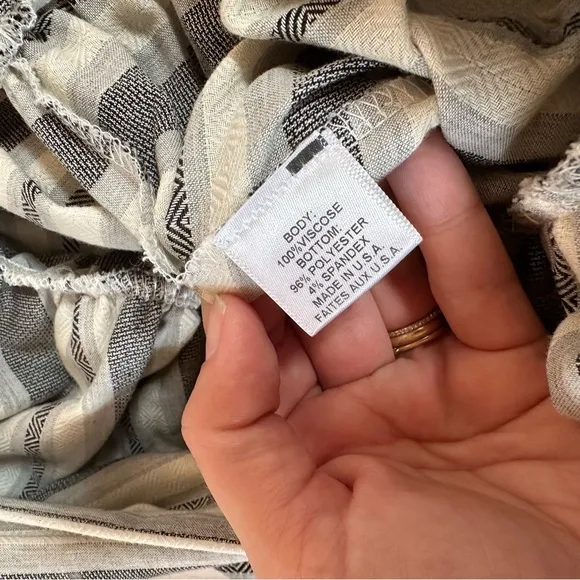 BODY:
100%VISCOSE
BOTTOM:
96% POLYESTER
4% SPANDEX
MADE IN U.S.A.
FAITES AUX U.S.A.